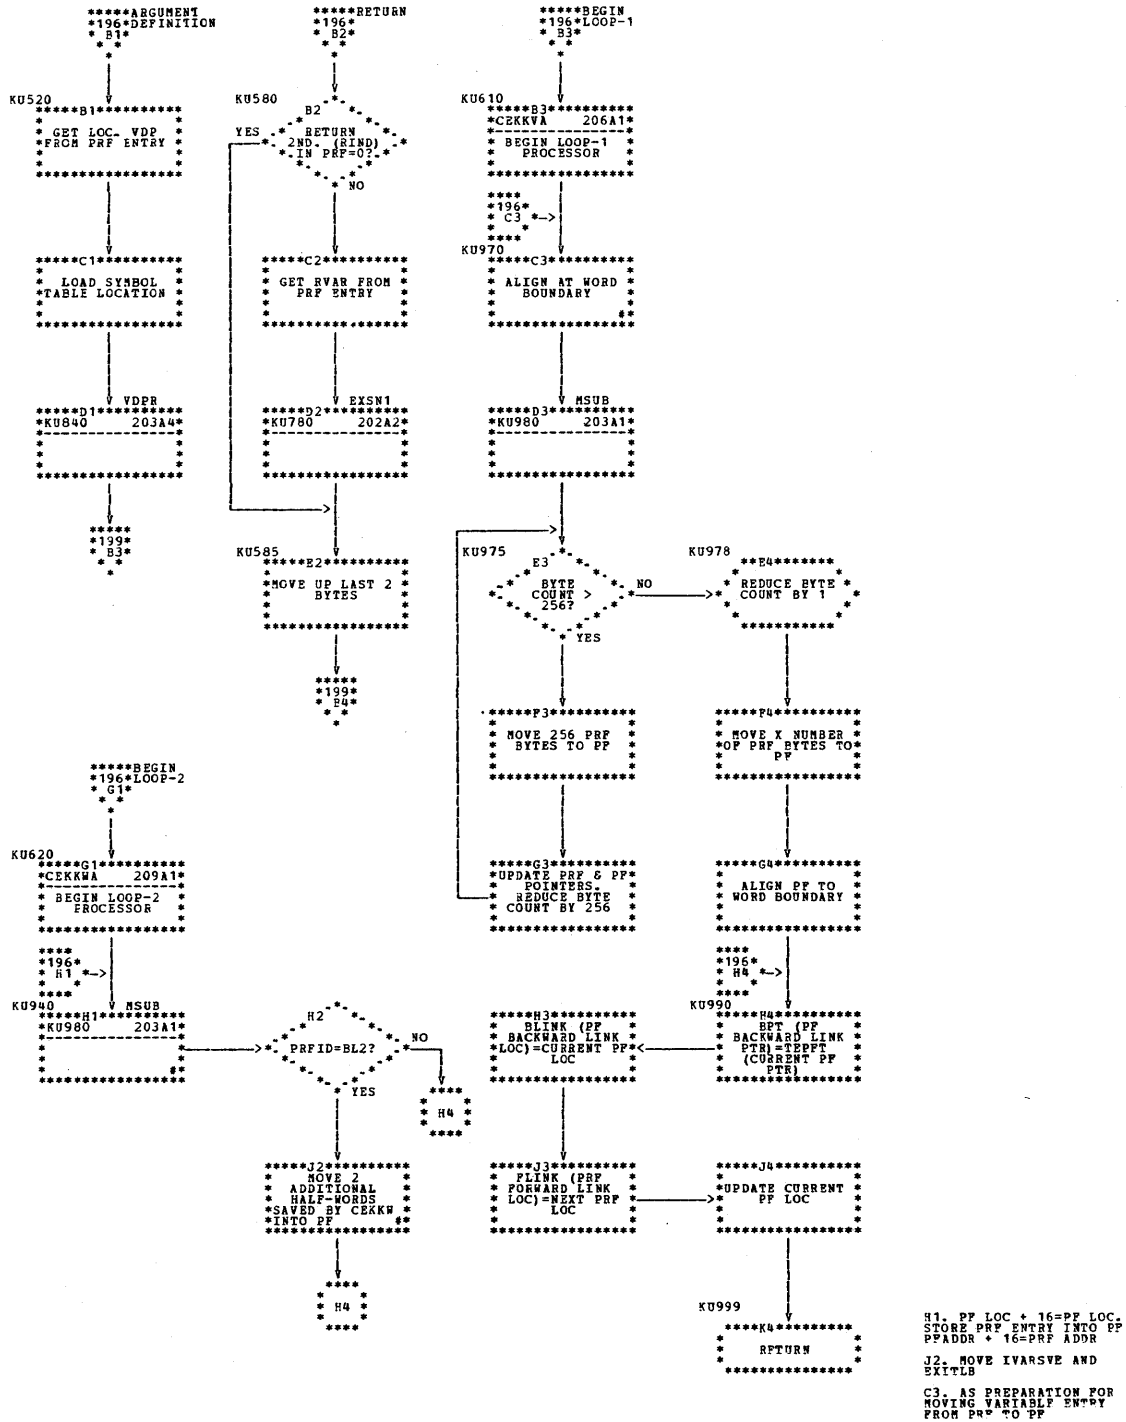 ARGUMENT
DEFINITION
196
B1
RETURN
196
B2
BEGIN
LOOP-1
196
B3
KU520
B1
GET LOC. VDP
FROM PRF ENTRY
KU580
B2
RETURN
2ND. (RIND)
IN PRF=0?
YES
NO
KU610
B3
CEKKVA 206A1
BEGIN LOOP-1
PROCESSOR
196
C3
C1
LOAD SYMBOL
TABLE LOCATION
C2
GET RVAR FROM
PRF ENTRY
KU970
C3
ALIGN AT WORD
BOUNDARY
#
VDPR
D1
KU840 203A4
EXSN1
D2
KU780 202A2
MSUB
D3
KU980 203A1
199
B3
KU585
E2
MOVE UP LAST 2
BYTES
KU975
E3
BYTE
COUNT >
256?
NO
YES
KU978
E4
REDUCE BYTE
COUNT BY 1
199
B4
F3
MOVE 256 PRF
BYTES TO PF
F4
MOVE X NUMBER
OF PRF BYTES TO
PF
BEGIN
LOOP-2
196
G1
KU620
G1
CEKKWA 209A1
BEGIN LOOP-2
PROCESSOR
G3
UPDATE PRF & PF
POINTERS.
REDUCE BYTE
COUNT BY 256
G4
ALIGN PF TO
WORD BOUNDARY
196
H1
196
H4
KU940
MSUB
H1
KU980 203A1
#
H2
PRFID=BL2?
NO
YES
H4
H3
BLINK (PF
BACKWARD LINK
LOC)=CURRENT PF
LOC
KU990
H4
BPT (PF
BACKWARD LINK
PTR)=TEPFT
(CURRENT PF
PTR)
J2
MOVE 2
ADDITIONAL
HALF-WORDS
SAVED BY CEKKW
INTO PF #
J3
FLINK (PRF
FORWARD LINK
LOC)=NEXT PRF
LOC
J4
UPDATE CURRENT
PF LOC
H4
KU999
K4
RETURN
H1. PF LOC + 16=PF LOC.
STORE PRF ENTRY INTO PF
PFADDR + 16=PRF ADDR
J2. MOVE IVARSVE AND
EXITLB
C3. AS PREPARATION FOR
MOVING VARIABLE ENTRY
FROM PRF TO PF